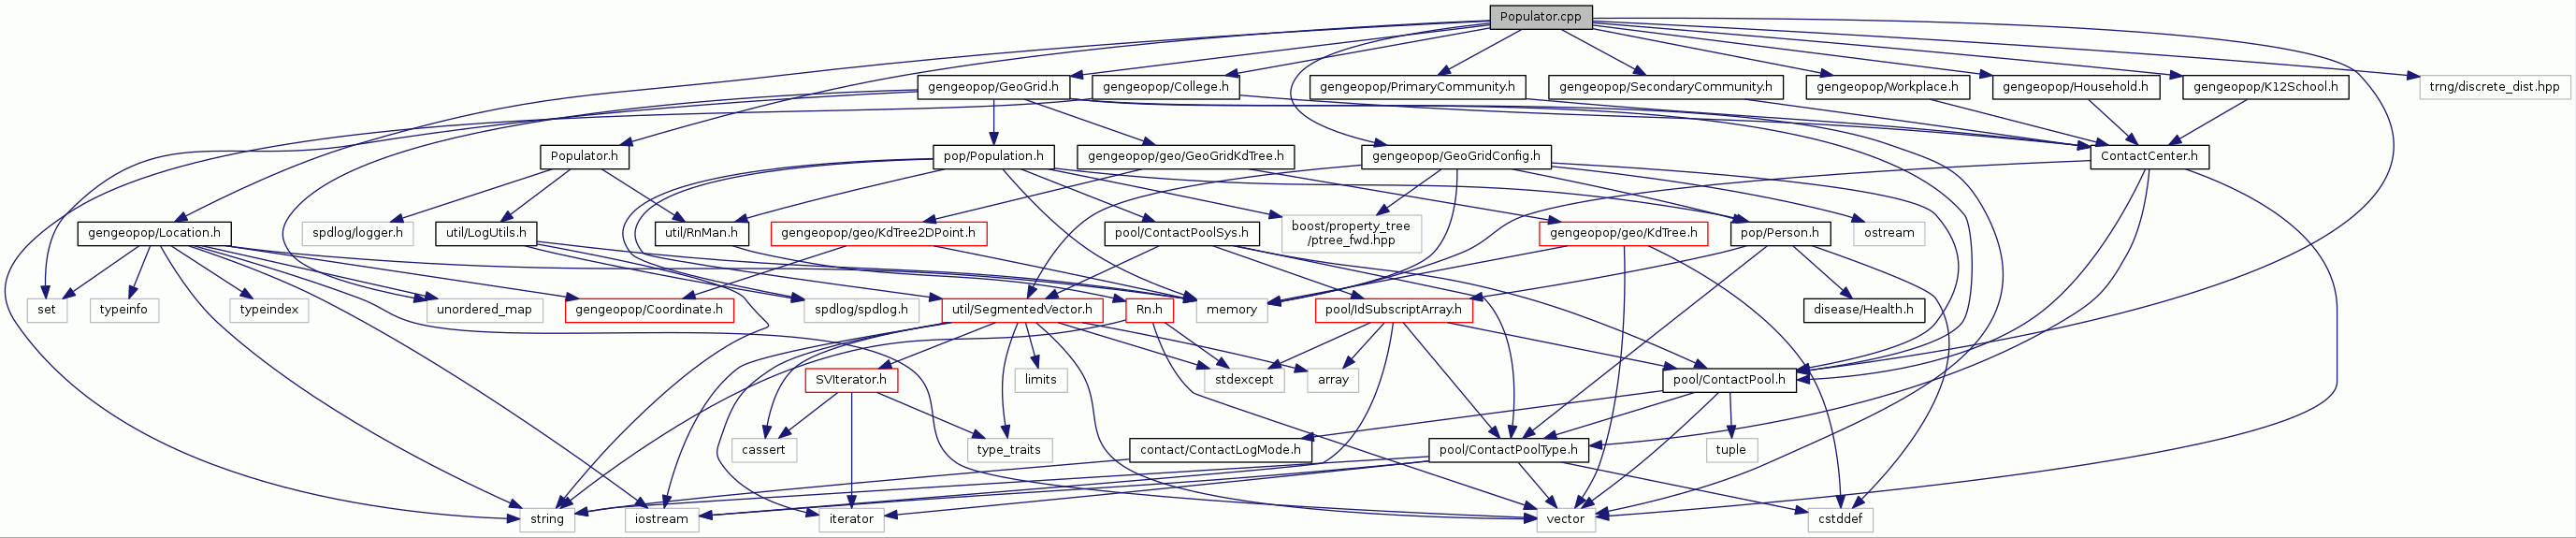 Populator.cpp
gengeopop/GeoGrid.h
gengeopop/College.h
gengeopop/PrimaryCommunity.h
gengeopop/SecondaryCommunity.h
gengeopop/Workplace.h
gengeopop/Household.h
gengeopop/K12School.h
trng/discrete_dist.hpp
Populator.h
pop/Population.h
gengeopop/geo/GeoGridKdTree.h
gengeopop/GeoGridConfig.h
ContactCenter.h
gengeopop/Location.h
spdlog/logger.h
util/LogUtils.h
util/RnMan.h
gengeopop/geo/KdTree2DPoint.h
pool/ContactPoolSys.h
boost/property_tree
/ptree_fwd.hpp
gengeopop/geo/KdTree.h
pop/Person.h
ostream
set
typeinfo
typeindex
unordered_map
gengeopop/Coordinate.h
spdlog/spdlog.h
util/SegmentedVector.h
Rn.h
memory
pool/IdSubscriptArray.h
disease/Health.h
SVIterator.h
limits
stdexcept
array
pool/ContactPool.h
cassert
type_traits
contact/ContactLogMode.h
pool/ContactPoolType.h
tuple
string
iostream
iterator
vector
cstddef